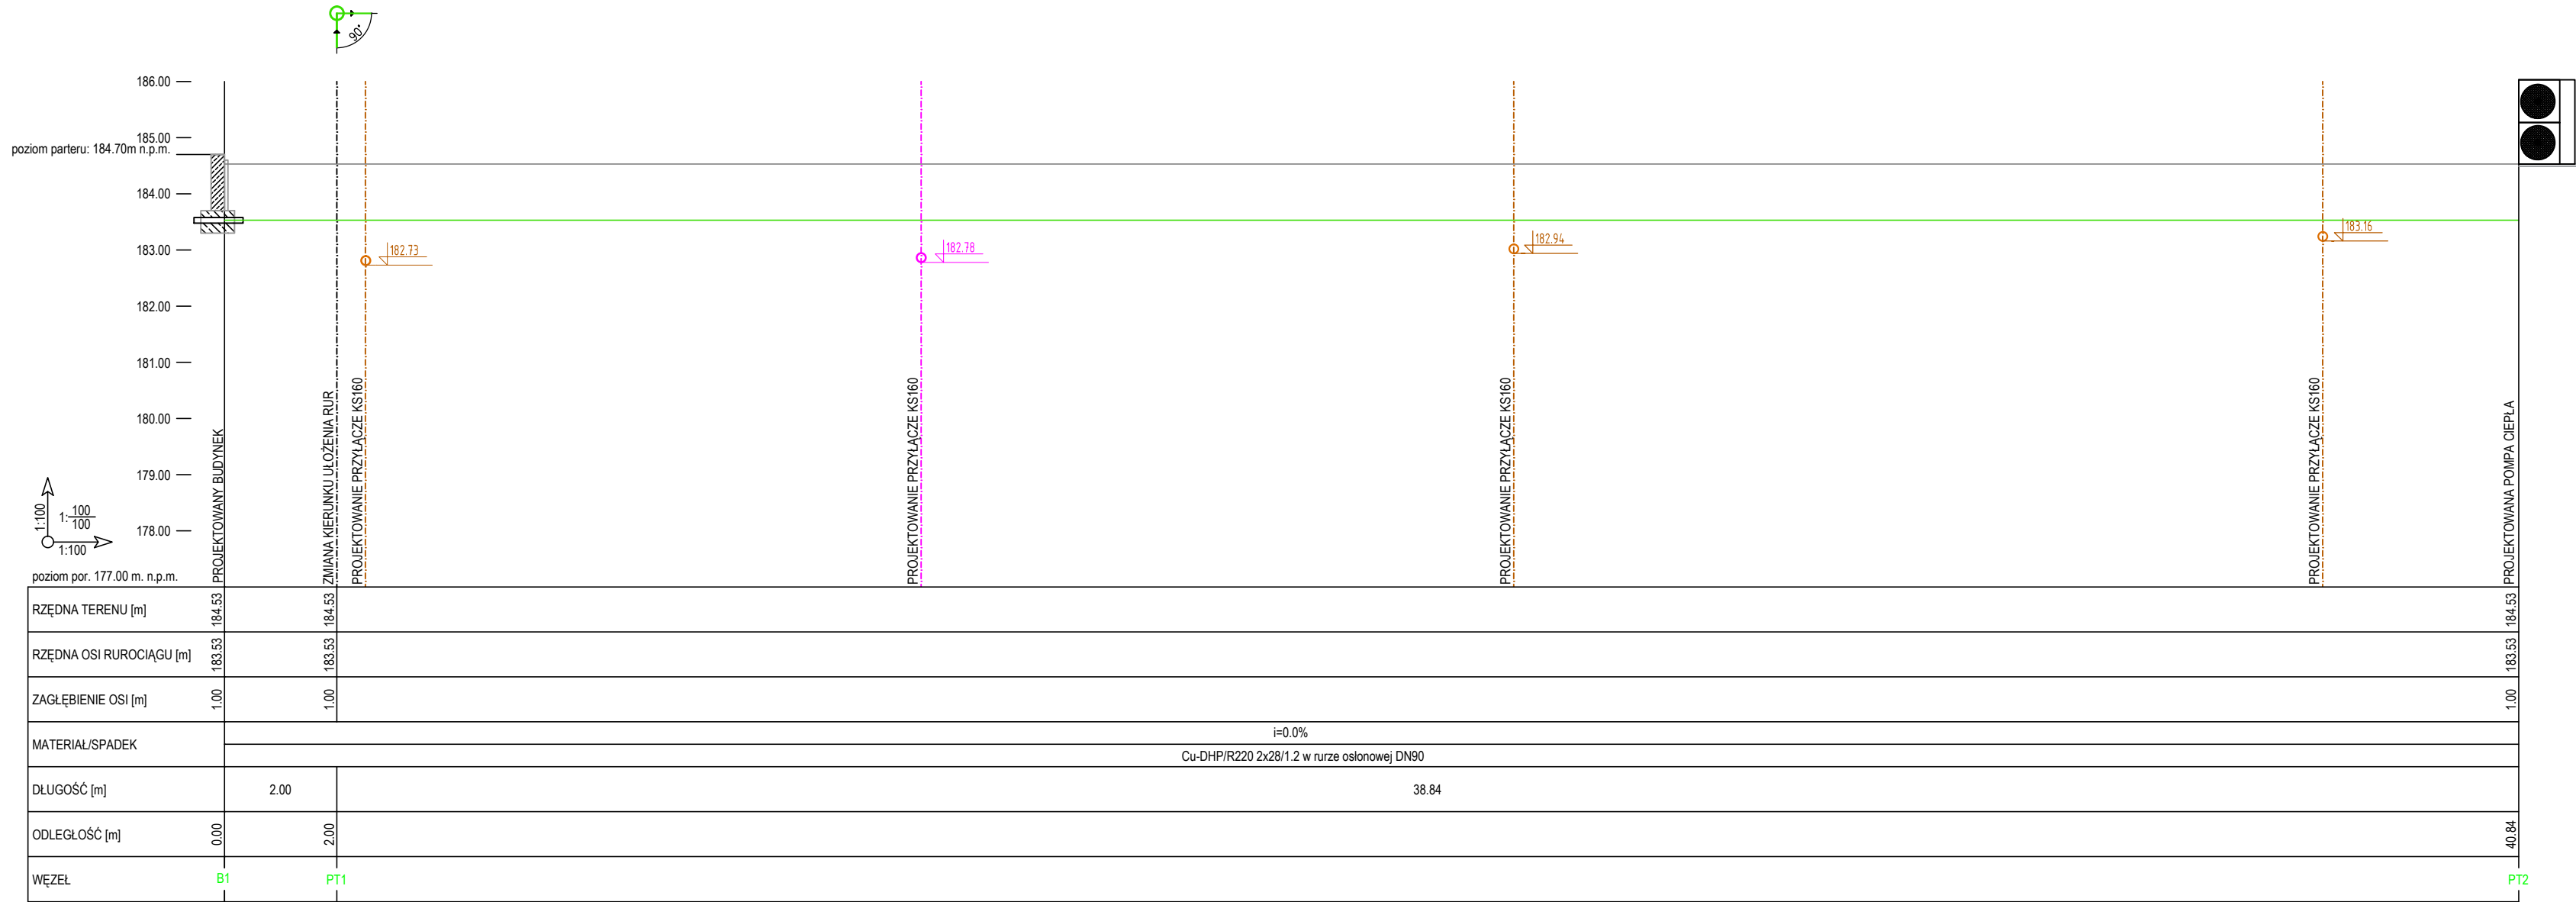 90°
186.00
185.00
poziom parteru: 184.70m n.p.m.
184.00
183.00
182.00
181.00
180.00
179.00
178.00
182.73
182.78
182.94
183.16
PROJEKTOWANY BUDYNEK
ZMIANA KIERUNKU UŁOŻENIA RUR
PROJEKTOWANIE PRZYŁĄCZE KS160
PROJEKTOWANIE PRZYŁĄCZE KS160
PROJEKTOWANIE PRZYŁĄCZE KS160
PROJEKTOWANIE PRZYŁĄCZE KS160
PROJEKTOWANA POMPA CIEPŁA
1:100
1:100/100
1:100
poziom por. 177.00 m. n.p.m.
RZĘDNA TERENU [m] 184.53 184.53 184.53
RZĘDNA OSI RUROCIĄGU [m] 183.53 183.53 183.53
ZAGŁĘBIENIE OSI [m] 1.00 1.00 1.00
MATERIAŁ/SPADEK
i=0.0%
Cu-DHP/R220 2x28/1.2 w rurze osłonowej DN90
DŁUGOŚĆ [m] 2.00 38.84
ODLEGŁOŚĆ [m] 0.00 2.00 40.84
WĘZEŁ B1 PT1 PT2